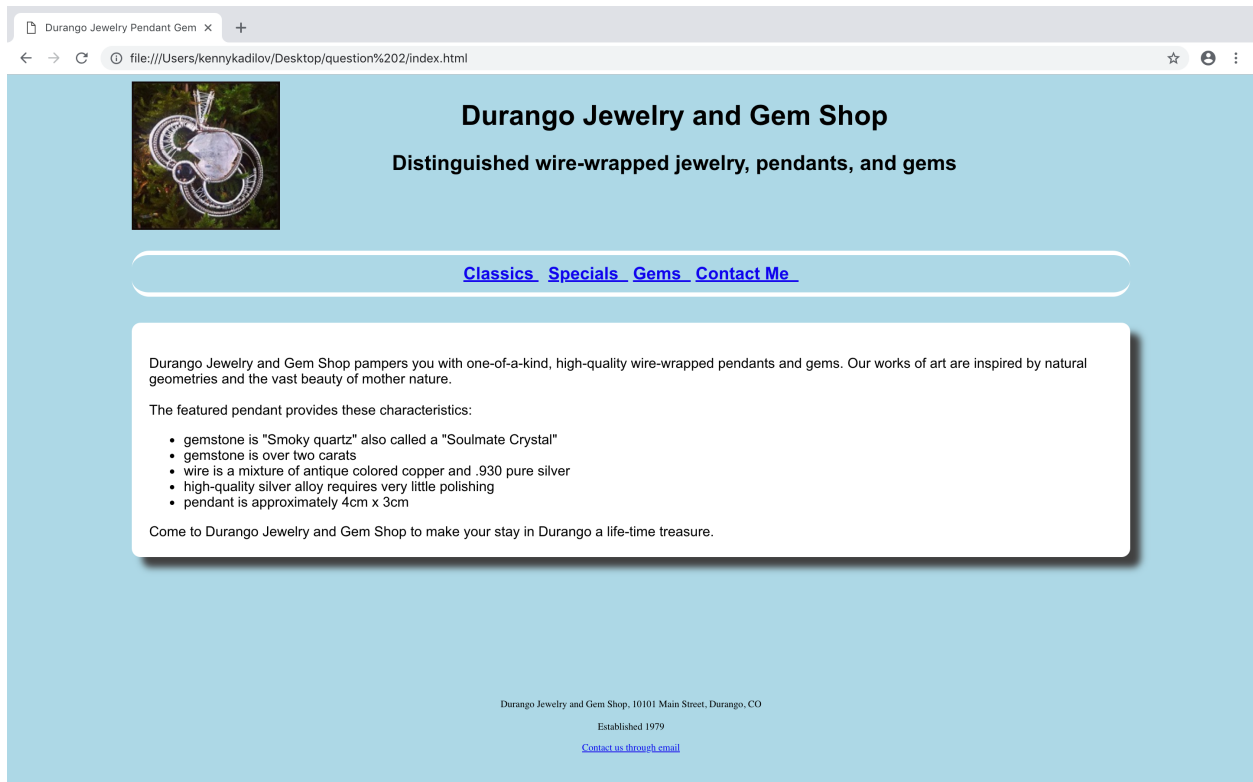 Durango Jewelry Pendant Gem
file:///Users/kennykadilov/Desktop/question%202/index.html
Durango Jewelry and Gem Shop
Distinguished wire-wrapped jewelry, pendants, and gems
Classics Specials Gems Contact Me
Durango Jewelry and Gem Shop pampers you with one-of-a-kind, high-quality wire-wrapped pendants and gems. Our works of art are inspired by natural
geometries and the vast beauty of mother nature.
The featured pendant provides these characteristics:
• gemstone is "Smoky quartz" also called a "Soulmate Crystal"
• gemstone is over two carats
• wire is a mixture of antique colored copper and .930 pure silver
• high-quality silver alloy requires very little polishing
• pendant is approximately 4cm x 3cm
Come to Durango Jewelry and Gem Shop to make your stay in Durango a life-time treasure.
Durango Jewelry and Gem Shop, 10101 Main Street, Durango, CO
Established 1979
Contact us through email